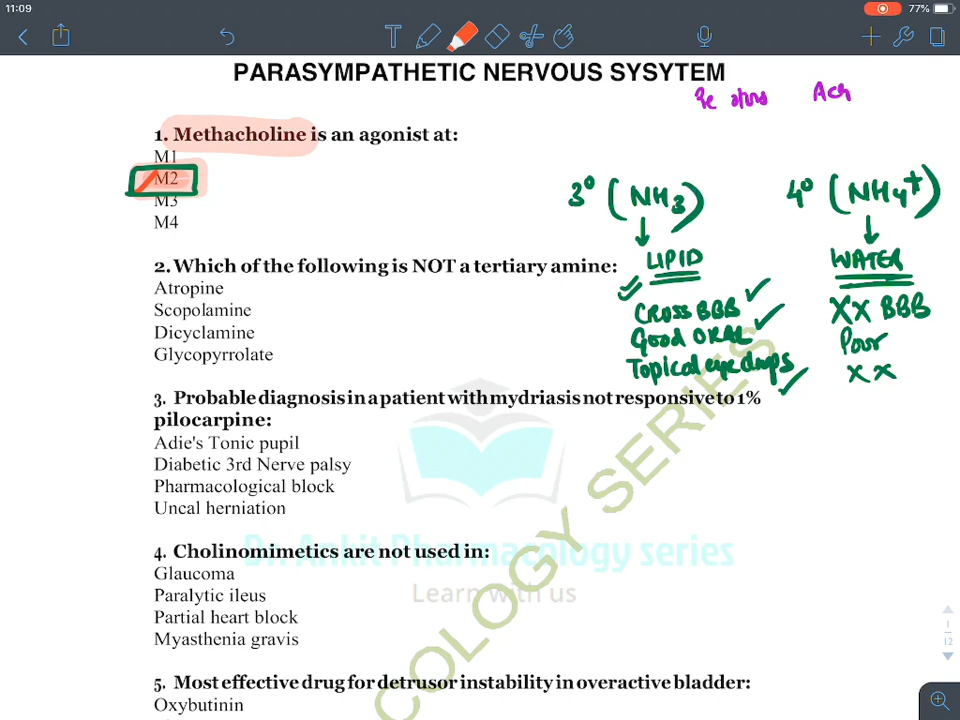 11:09
77%
PARASYMPATHETIC NERVOUS SYSYTEM
Ach
1. Methacholine is an agonist at:
M1
M2
M3
M4
3° (NH3)
4° (NH4+)
LIPID
WATER
CROSS BBB
XX BBB
Good ORAL
Poor
Topical eye drops
XX
2. Which of the following is NOT a tertiary amine:
Atropine
Scopolamine
Dicyclamine
Glycopyrrolate
3. Probable diagnosis in a patient with mydriasis not responsive to 1%
pilocarpine:
Adie's Tonic pupil
Diabetic 3rd Nerve palsy
Pharmacological block
Uncal herniation
4. Cholinomimetics are not used in:
Glaucoma
Paralytic ileus
Partial heart block
Myasthenia gravis
5. Most effective drug for detrusor instability in overactive bladder:
Oxybutinin
Dr. Ankit Pharmacology series
Learn with us
COLOGY SERIES
1
12